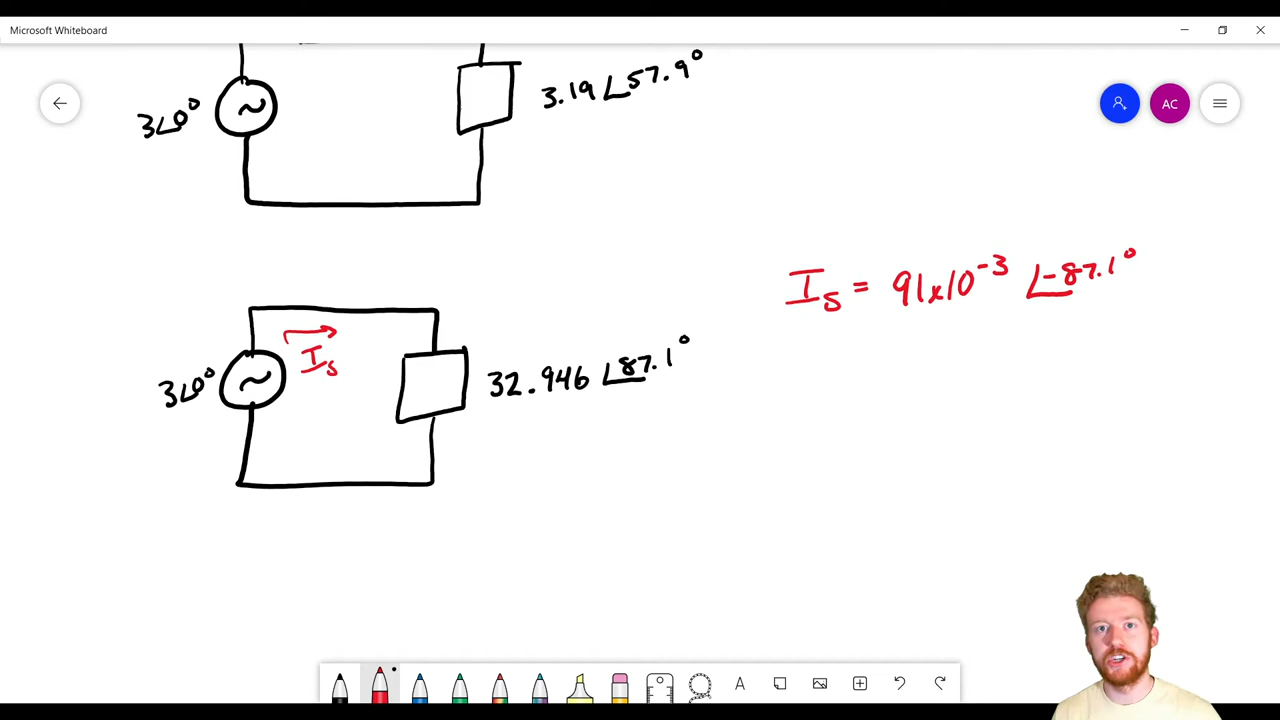 Microsoft Whiteboard
AC
3∠0°
3.19 ∠57.9°
I_S = 91x10^-3 ∠-87.1°
I_S
3∠0°
32.946 ∠87.1°
A